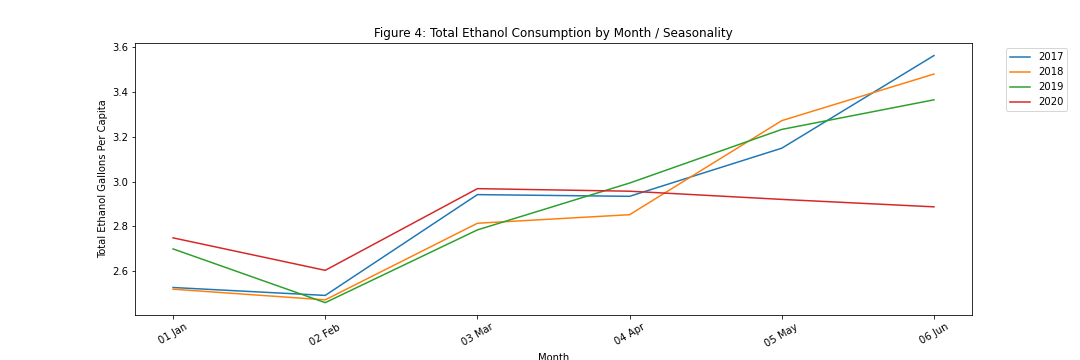 Figure 4: Total Ethanol Consumption by Month / Seasonality
Total Ethanol Gallons Per Capita
3.6
3.4
3.2
3.0
2.8
2.6
01 Jan
02 Feb
03 Mar
04 Apr
05 May
06 Jun
Month
2017
2018
2019
2020